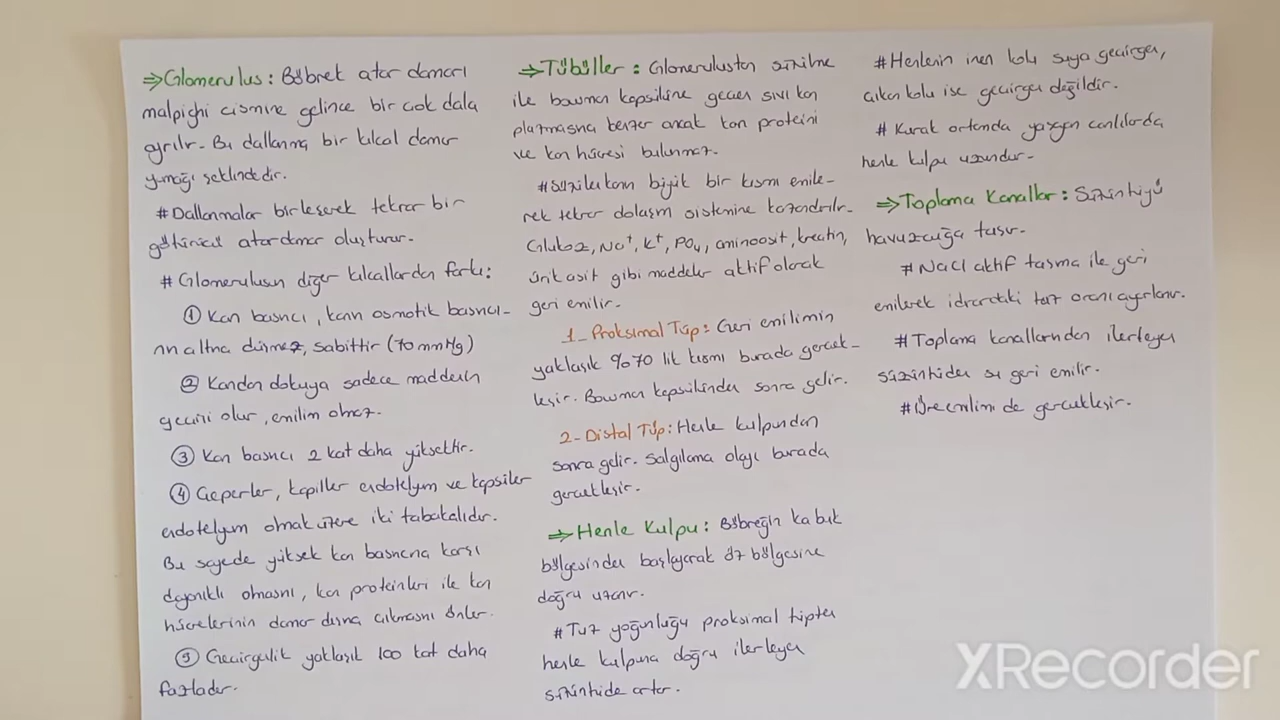 ⇒Glomerulus: Böbrek atar damarı
malpighi cismine gelince bir çok dala
ayrılır. Bu dallanma bir kılcal damar
yumağı şeklindedir.
#Dallanmalar birleşerek tekrar bir
götürücü atardamar oluşturur.
# Glomerulusun diğer kılcallardan farkı:
① Kan basıncı, kanın osmotik basıncı-
nın altına düşmez, sabittir (70 mmHg)
② Kandan dokuya sadece maddenin
geçişi olur, emilim olmaz.
③ Kan basıncı 2 kat daha yüksektir.
④ Çeperler, kapiller endotelyum ve kapsüler
endotelyum olmak üzere iki tabakalıdır.
Bu sayede yüksek kan basıncına karşı
dayanıklı olmasını, kan proteinleri ile kan
hücrelerinin damar dışına çıkmasını önler.
⑤ Geçirgenlik yaklaşık 100 kat daha
fazladır.
⇒Tübüller: Glomerulustan süzülme
ile bowman kapsülüne geçen sıvı kan
plazmasına benzer ancak kan proteini
ve kan hücresi bulunmaz.
#Süzülen kanın büyük bir kısmı emile-
rek tekrar dolaşım sistemine kazandırılır.
Glukoz, Na⁺, K⁺, PO₄, aminoasit, kreatin,
ürik asit gibi maddeler aktif olarak
geri emilir.
1- Proksimal Tüp: Geri emilimin
yaklaşık %70 lik kısmı burada gerçek-
leşir. Bowman kapsülünden sonra gelir.
2- Distal Tüp: Henle kulpundan
sonra gelir. Salgılama olayı burada
gerçekleşir.
⇒ Henle Kulpu: Böbreğin kabuk
bölgesinden başlayarak öz bölgesine
doğru uzanır.
# Tuz yoğunluğu proksimal tüpten
henle kulpuna doğru ilerleyen
süzüntüde artar.
# Henlenin inen kolu suya geçirgen,
çıkan kolu ise geçirgen değildir.
# Kurak ortamda yaşayan canlılarda
henle kulpu uzundur.
⇒Toplama Kanalları: Süzüntüyü
havuzcuğa taşır.
#NaCl aktif taşıma ile geri
emilerek idrardaki tuz oranı ayarlanır.
#Toplama kanallarından ilerleyen
süzüntüden su geri emilir.
#Üre emilimi de gerçekleşir.
XRecorder